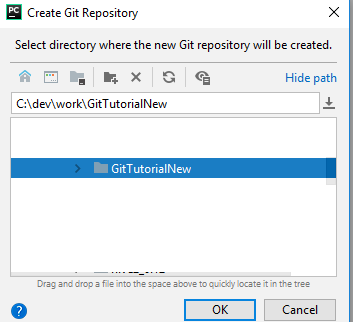 PC Create Git Repository
Select directory where the new Git repository will be created.
Hide path
C:\dev\work\GitTutorialNew
GitTutorialNew
Drag and drop a file into the space above to quickly locate it in the tree
?
OK
Cancel